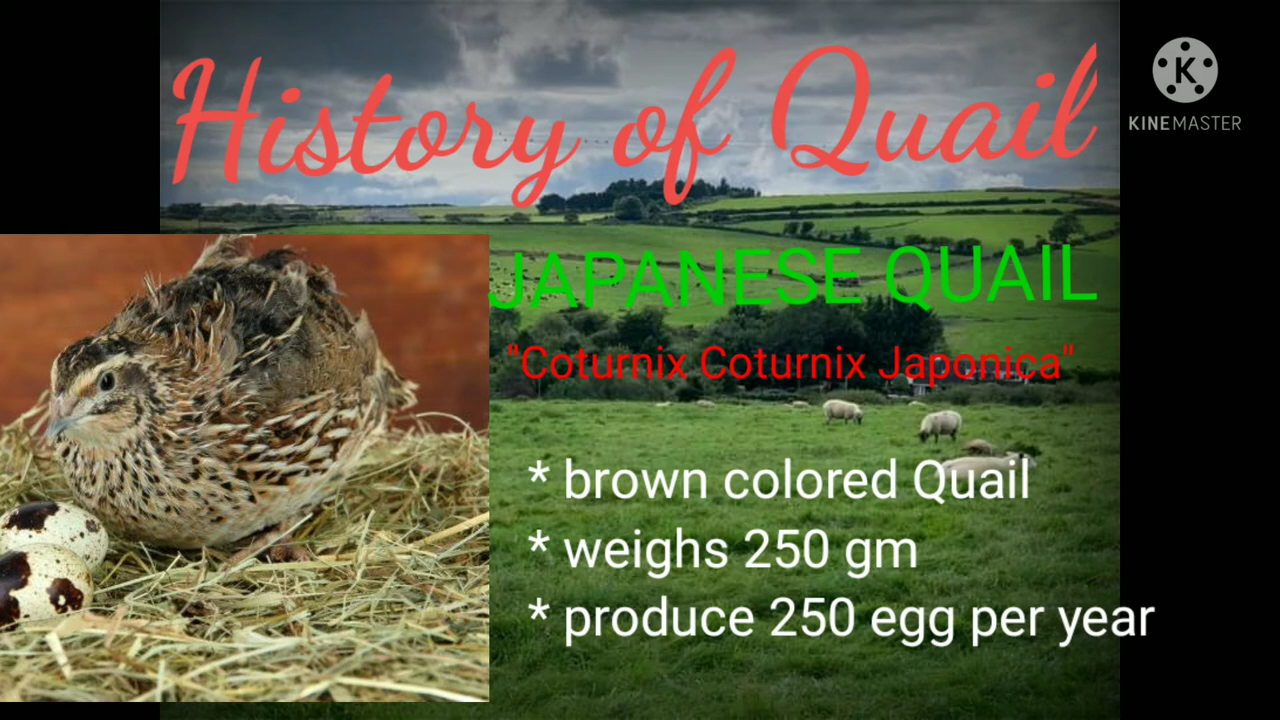 History of Quail
KINEMASTER
JAPANESE QUAIL
"Coturnix Coturnix Japonica"
* brown colored Quail
* weighs 250 gm
* produce 250 egg per year